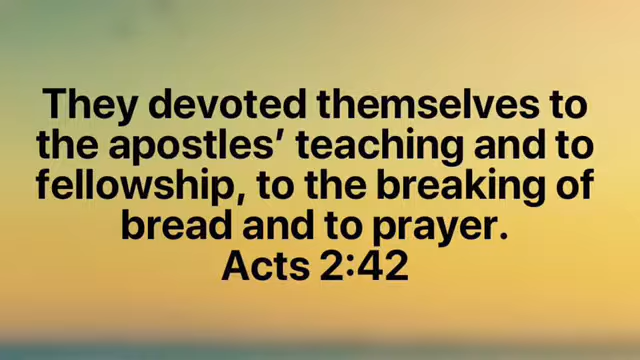 They devoted themselves to
the apostles’ teaching and to
fellowship, to the breaking of
bread and to prayer.
Acts 2:42